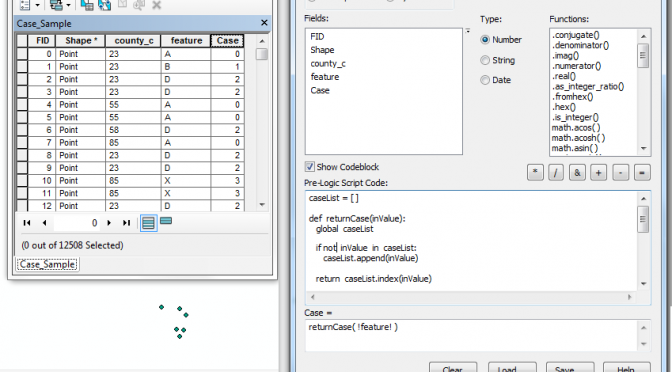 Case_Sample
FID Shape * county_c feature Case
0 Point 23 A 0
1 Point 23 B 1
2 Point 23 D 2
3 Point 23 D 2
4 Point 55 A 0
5 Point 55 A 0
6 Point 58 D 2
7 Point 85 A 0
8 Point 23 D 2
9 Point 23 D 2
10 Point 85 X 3
11 Point 85 X 3
12 Point 23 D 2
0
(0 out of 12508 Selected)
Case_Sample
Fields:
FID
Shape
county_c
feature
Case
Type:
Number
String
Date
Functions:
.conjugate()
.denominator()
.imag()
.numerator()
.real()
.as_integer_ratio()
.fromhex()
.hex()
.is_integer()
math.acos( )
math.acosh( )
math.asin( )
Show Codeblock
* / & + - =
Pre-Logic Script Code:
caseList = [ ]
def returnCase(inValue):
global caseList
if not inValue in caseList:
caseList.append(inValue)
return caseList.index(inValue)
Case =
returnCase( !feature! )
Clear Load... Save... Help